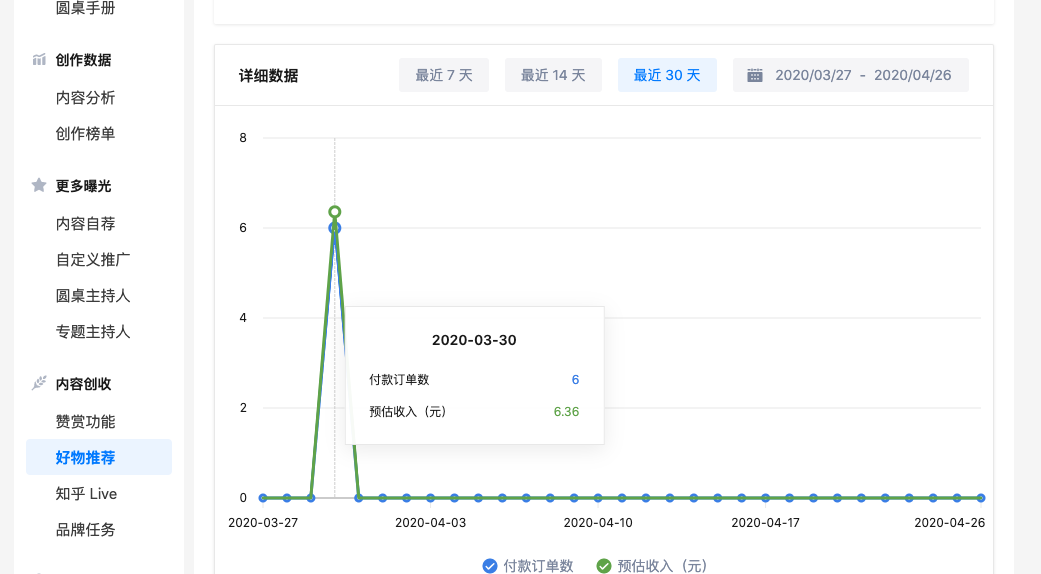 圆桌手册
创作数据
内容分析
创作榜单
更多曝光
内容自荐
自定义推广
圆桌主持人
专题主持人
内容创收
赞赏功能
好物推荐
知乎 Live
品牌任务
详细数据
最近 7 天
最近 14 天
最近 30 天
2020/03/27 - 2020/04/26
8
6
4
2
0
2020-03-30
付款订单数 6
预估收入（元） 6.36
2020-03-27 2020-04-03 2020-04-10 2020-04-17 2020-04-26
付款订单数 预估收入（元）